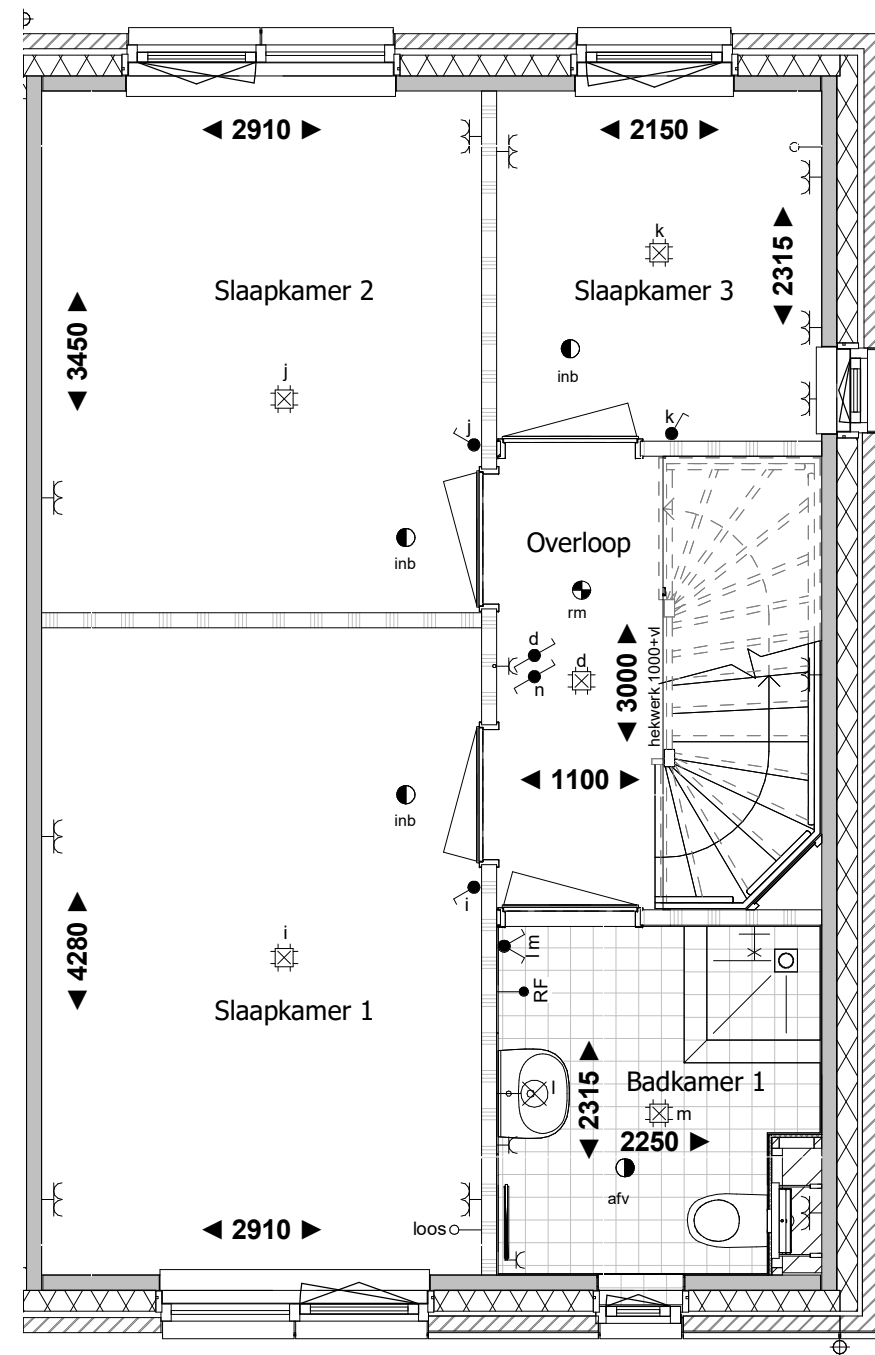 ◄ 2910 ►
◄ 2150 ►
k
◄ 2315 ►
Slaapkamer 2
Slaapkamer 3
◄ 3450 ►
j
inb
k
j
Overloop
inb
rm
d
n
d
◄ 3000 ►
hekwerk 1000+vl
◄ 1100 ►
inb
i
i
◄ 4280 ►
l m
RF
Slaapkamer 1
Badkamer 1
l
◄ 2315 ►
m
2250 ►
afv
◄ 2910 ►
loos